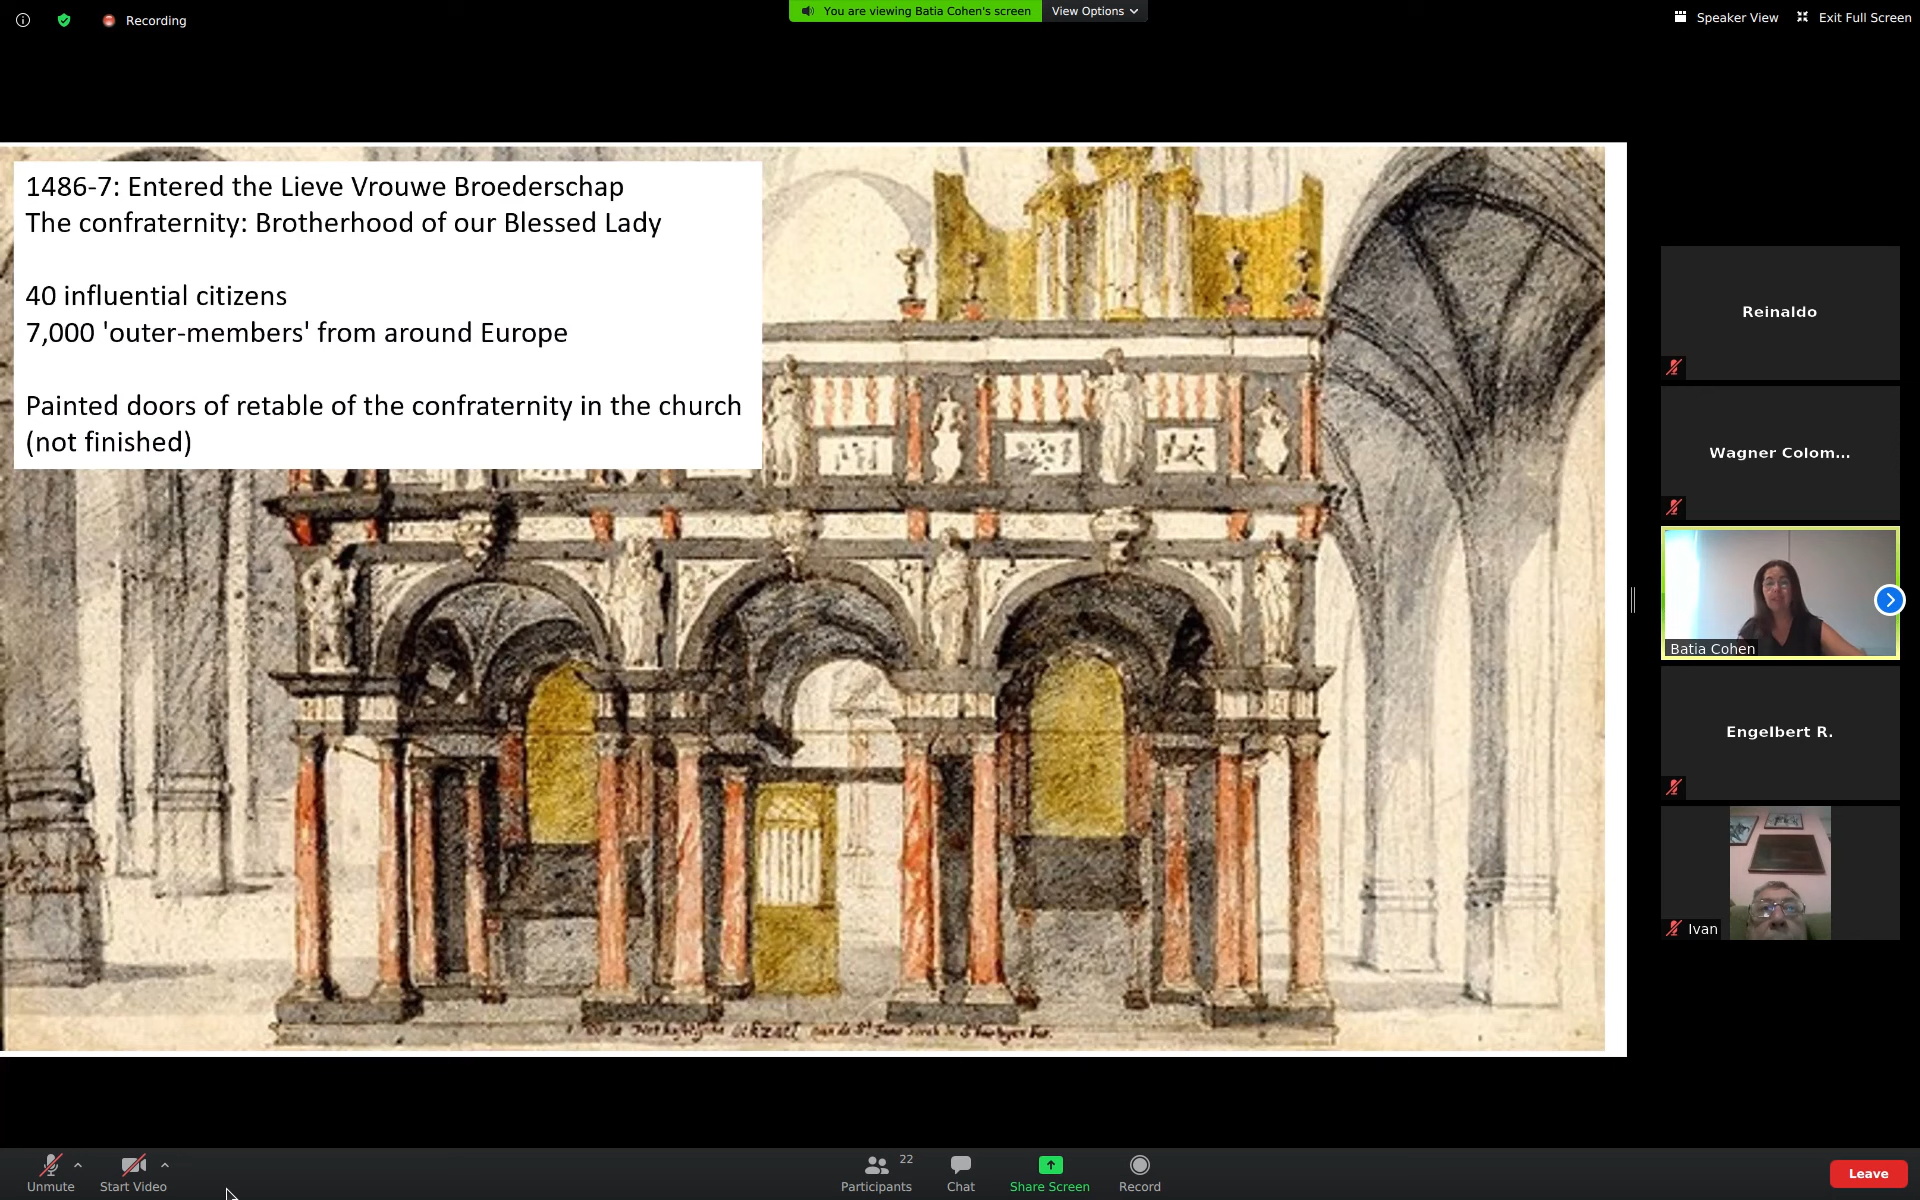 Recording
You are viewing Batia Cohen's screen
View Options
Speaker View
Exit Full Screen
1486-7: Entered the Lieve Vrouwe Broederschap
The confraternity: Brotherhood of our Blessed Lady
40 influential citizens
7,000 'outer-members' from around Europe
Painted doors of retable of the confraternity in the church
(not finished)
Reinaldo
Wagner Colom...
Batia Cohen
Engelbert R.
Ivan
Unmute
Start Video
Participants
22
Chat
Share Screen
Record
Leave